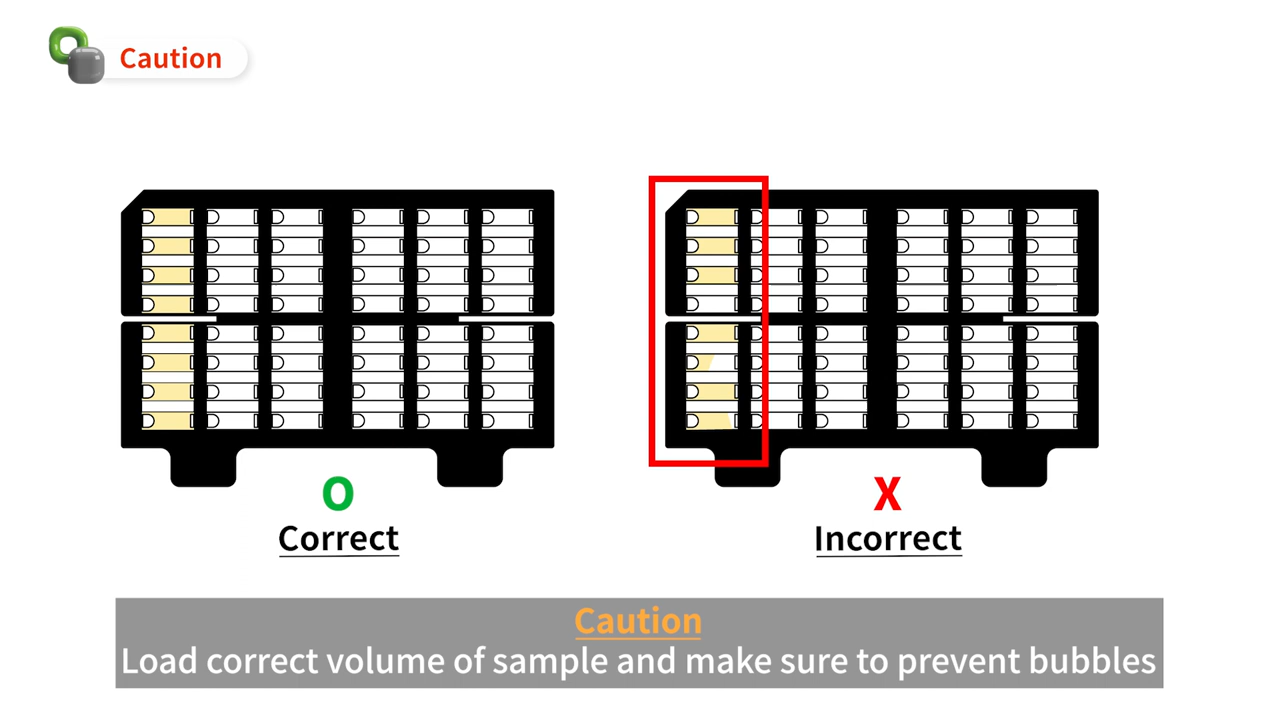 Caution
O
X
Correct
Incorrect
Caution
Load correct volume of sample and make sure to prevent bubbles